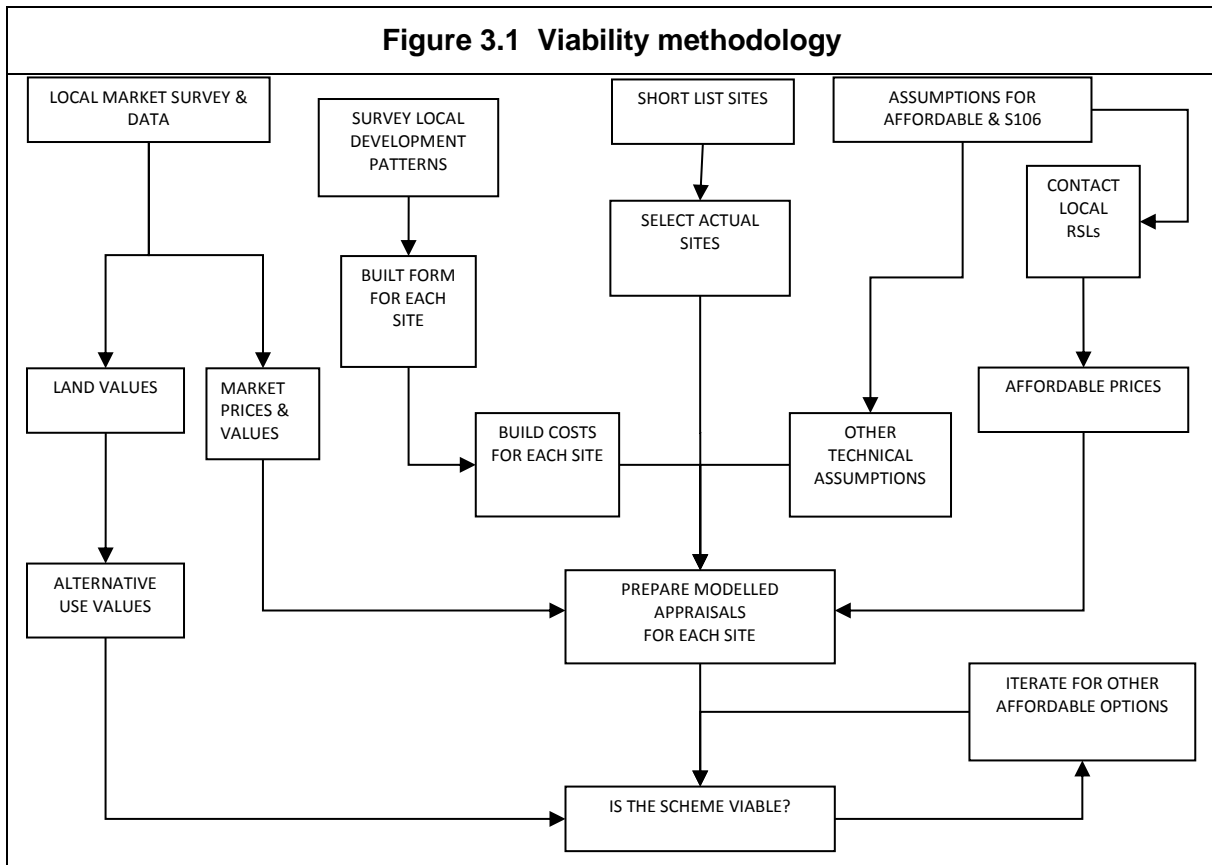 Figure 3.1 Viability methodology
LOCAL MARKET SURVEY &
DATA
SURVEY LOCAL
DEVELOPMENT
PATTERNS
SHORT LIST SITES
ASSUMPTIONS FOR
AFFORDABLE & S106
CONTACT
LOCAL
RSLs
SELECT ACTUAL
SITES
BUILT FORM
FOR EACH
SITE
LAND VALUES
MARKET
PRICES &
VALUES
AFFORDABLE PRICES
BUILD COSTS
FOR EACH SITE
OTHER
TECHNICAL
ASSUMPTIONS
ALTERNATIVE
USE VALUES
PREPARE MODELLED
APPRAISALS
FOR EACH SITE
ITERATE FOR OTHER
AFFORDABLE OPTIONS
IS THE SCHEME VIABLE?